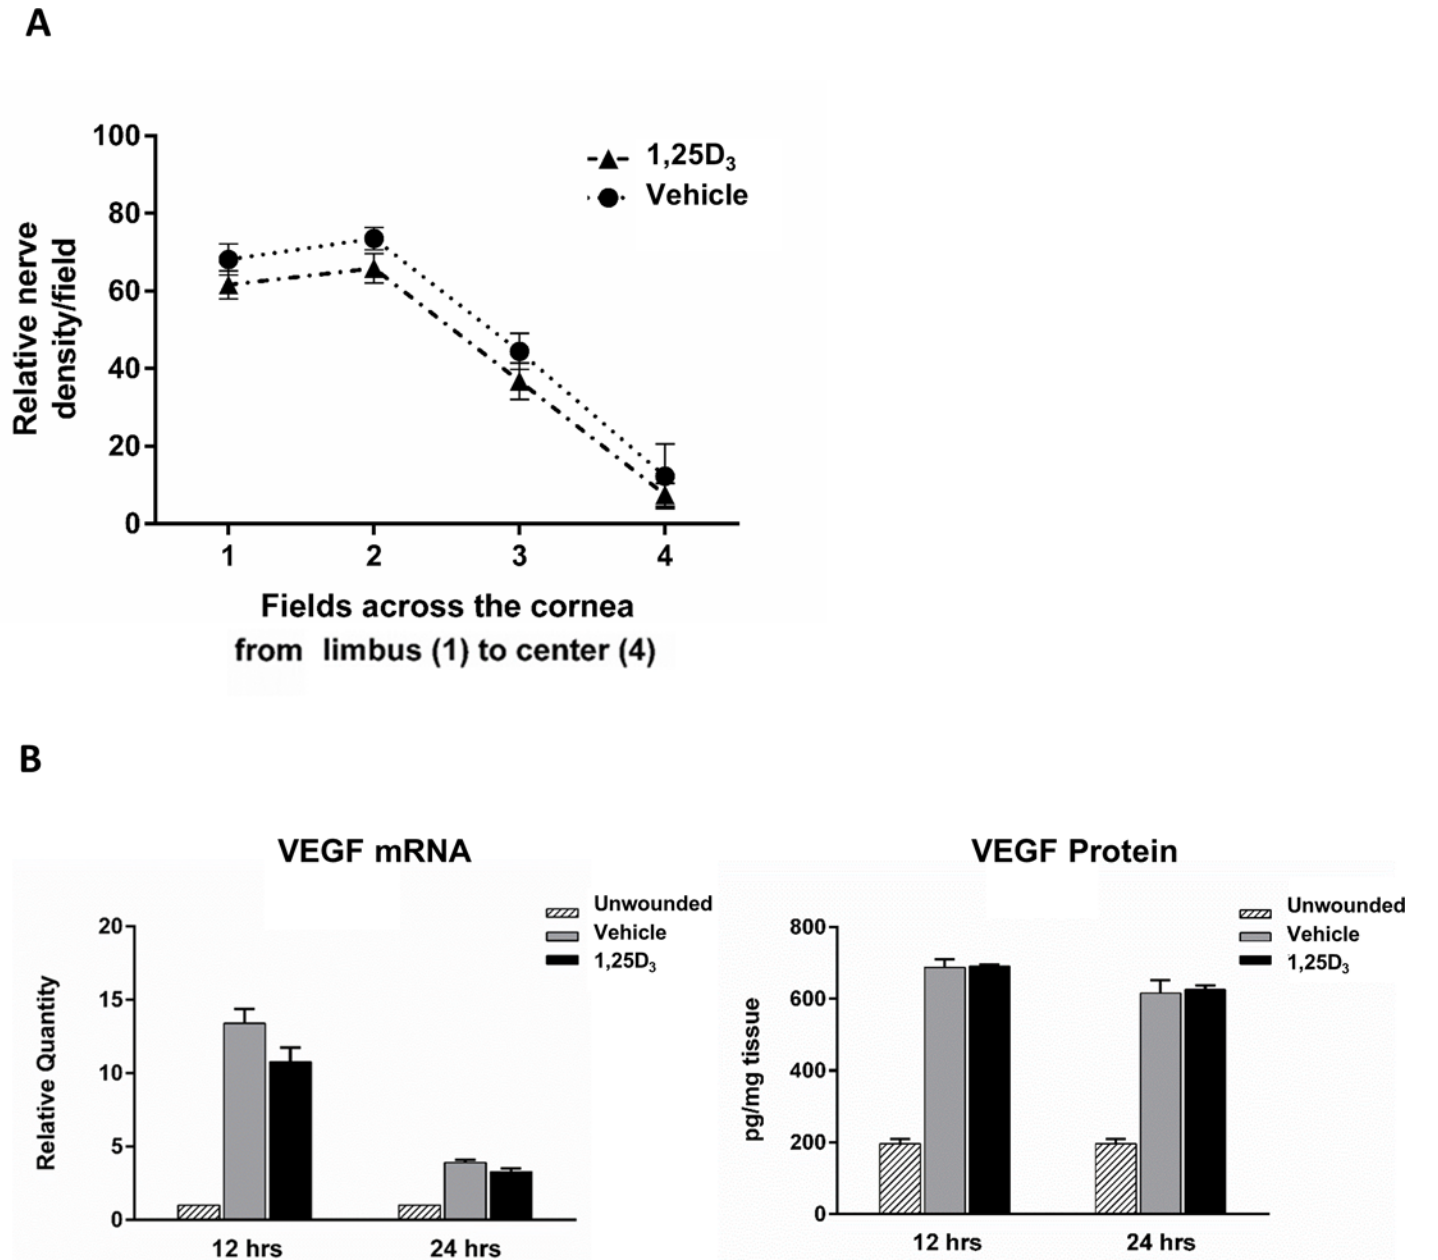 A
100
80
60
40
20
0
Relative nerve
density/field
1,25D₃
Vehicle
1 2 3 4
Fields across the cornea
from limbus (1) to center (4)
B
VEGF mRNA
Unwounded
Vehicle
1,25D₃
20
15
10
5
0
Relative Quantity
12 hrs 24 hrs
VEGF Protein
Unwounded
Vehicle
1,25D₃
800
600
400
200
0
pg/mg tissue
12 hrs 24 hrs